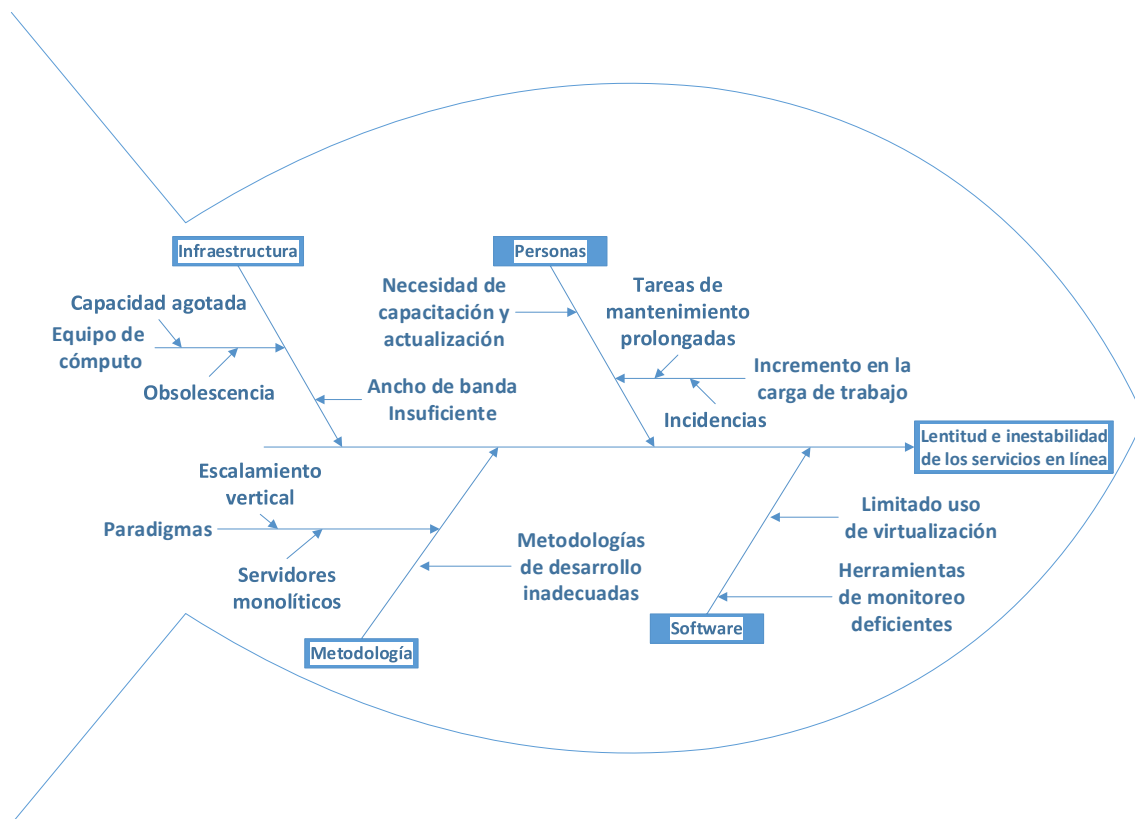 Infraestructura
Personas
Capacidad agotada
Equipo de
cómputo
Obsolescencia
Ancho de banda
Insuficiente
Necesidad de
capacitación y
actualización
Tareas de
mantenimiento
prolongadas
Incremento en la
carga de trabajo
Incidencias
Lentitud e inestabilidad
de los servicios en línea
Escalamiento
vertical
Paradigmas
Servidores
monolíticos
Metodologías
de desarrollo
inadecuadas
Metodología
Limitado uso
de virtualización
Herramientas
de monitoreo
deficientes
Software